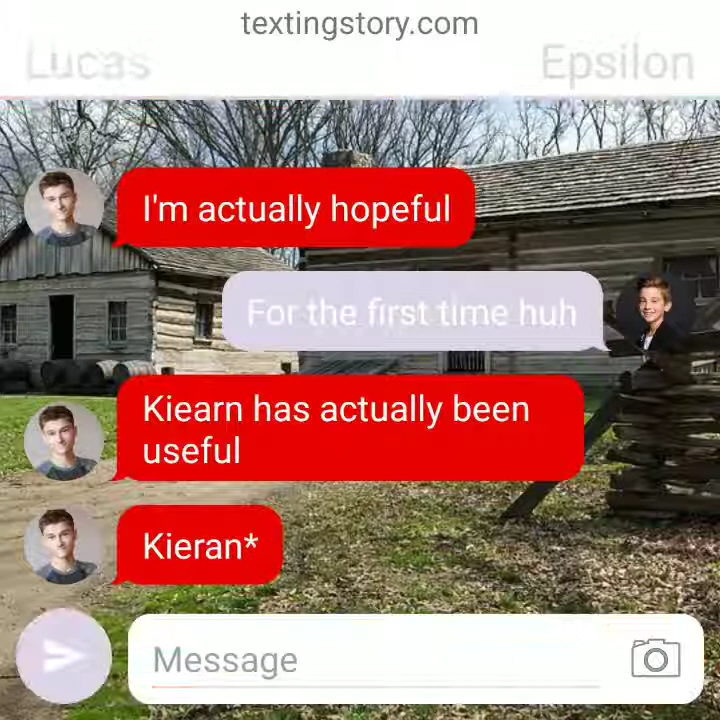 textingstory.com
Lucas
Epsilon
I'm actually hopeful
For the first time huh
Kiearn has actually been
useful
Kieran*
Message